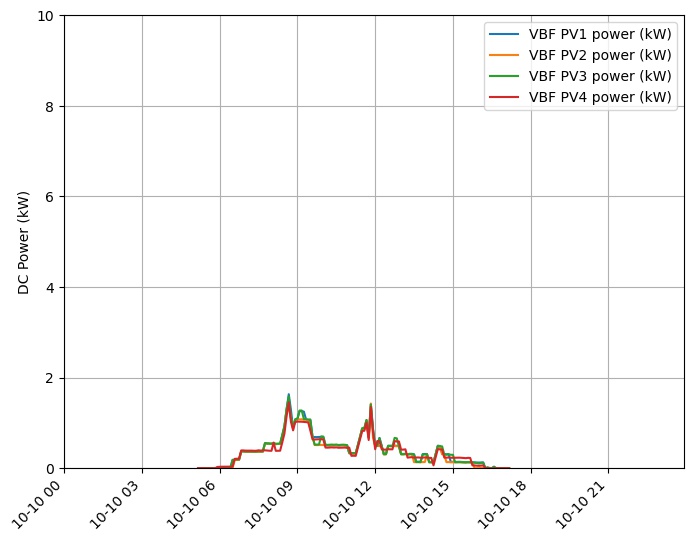 10
8
6
4
2
0
DC Power (kW)
VBF PV1 power (kW)
VBF PV2 power (kW)
VBF PV3 power (kW)
VBF PV4 power (kW)
10-10 00
10-10 03
10-10 06
10-10 09
10-10 12
10-10 15
10-10 18
10-10 21